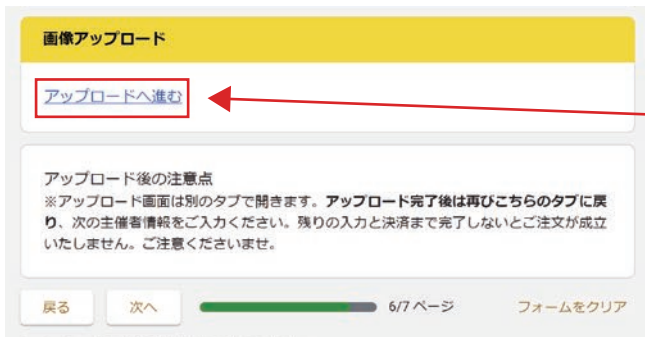 画像アップロード
アップロードへ進む
アップロード後の注意点
※アップロード画面は別のタブで開きます。アップロード完了後は再びこちらのタブに戻
り、次の主催者情報をご入力ください。残りの入力と決済まで完了しないとご注文が成立
いたしません。ご注意くださいませ。
戻る 次へ 6/7 ページ フォームをクリア